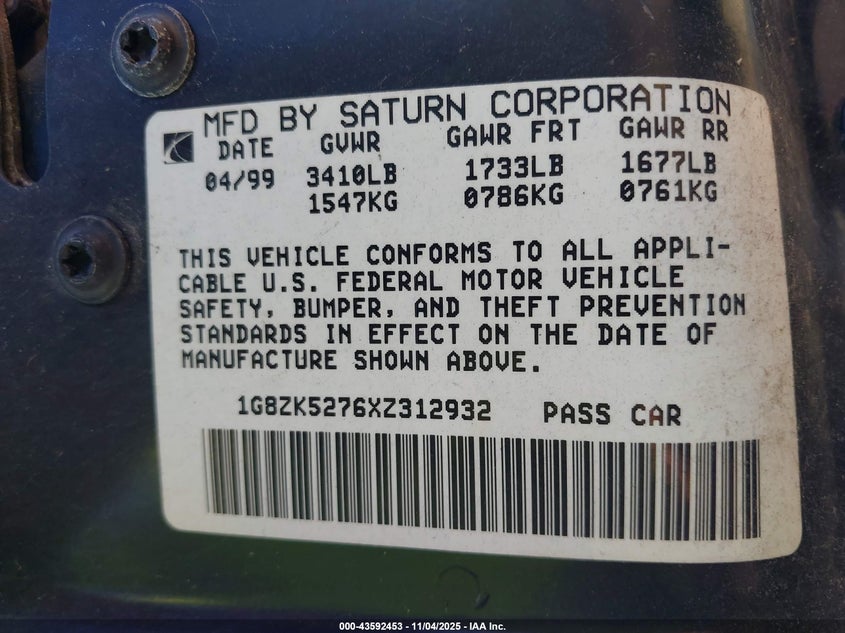 MFD BY SATURN CORPORATION
DATE GVWR GAWR FRT GAWR RR
04/99 3410LB 1733LB 1677LB
1547KG 0786KG 0761KG
THIS VEHICLE CONFORMS TO ALL APPLI-
CABLE U.S. FEDERAL MOTOR VEHICLE
SAFETY, BUMPER, AND THEFT PREVENTION
STANDARDS IN EFFECT ON THE DATE OF
MANUFACTURE SHOWN ABOVE.
1G8ZK5276XZ312932 PASS CAR
000-43592453 - 11/04/2025 - IAA Inc.